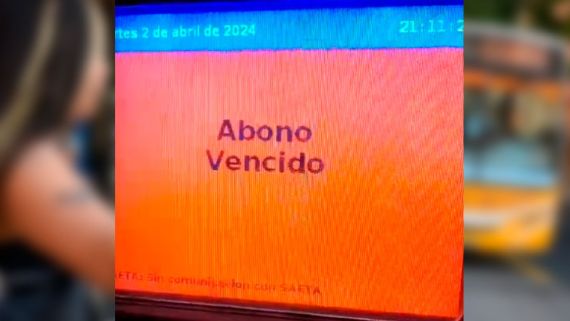 rtes 2 de abril de 2024 21:11:2
Abono
Vencido
AETA: Sin comunicacion con SAETA